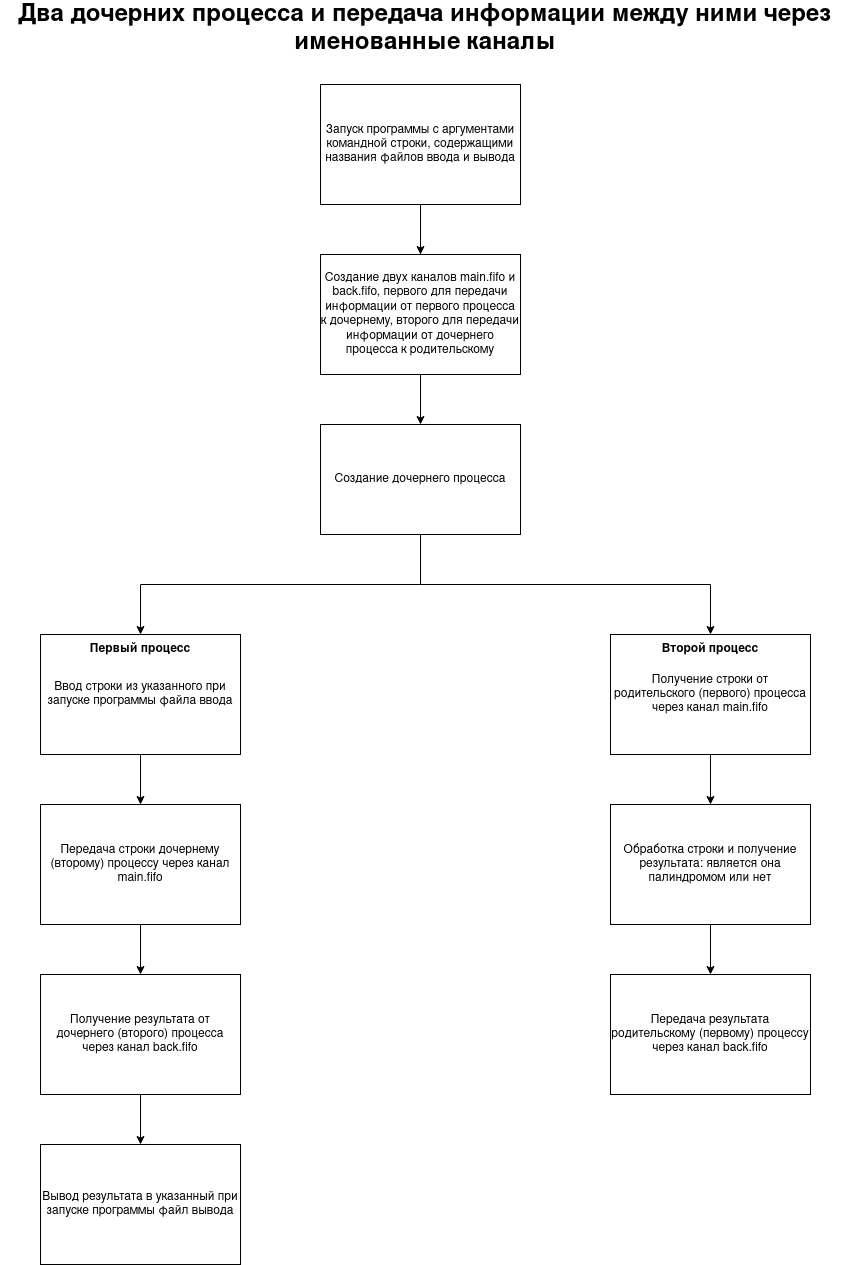 Два дочерних процесса и передача информации между ними через
именованные каналы
Запуск программы с аргументами
командной строки, содержащими
названия файлов ввода и вывода
Создание двух каналов main.fifo и
back.fifo, первого для передачи
информации от первого процесса
к дочернему, второго для передачи
информации от дочернего
процесса к родительскому
Создание дочернего процесса
Первый процесс
Ввод строки из указанного при
запуске программы файла ввода
Второй процесс
Получение строки от
родительского (первого) процесса
через канал main.fifo
Передача строки дочернему
(второму) процессу через канал
main.fifo
Обработка строки и получение
результата: является она
палиндромом или нет
Получение результата от
дочернего (второго) процесса
через канал back.fifo
Передача результата
родительскому (первому) процессу
через канал back.fifo
Вывод результата в указанный при
запуске программы файл вывода